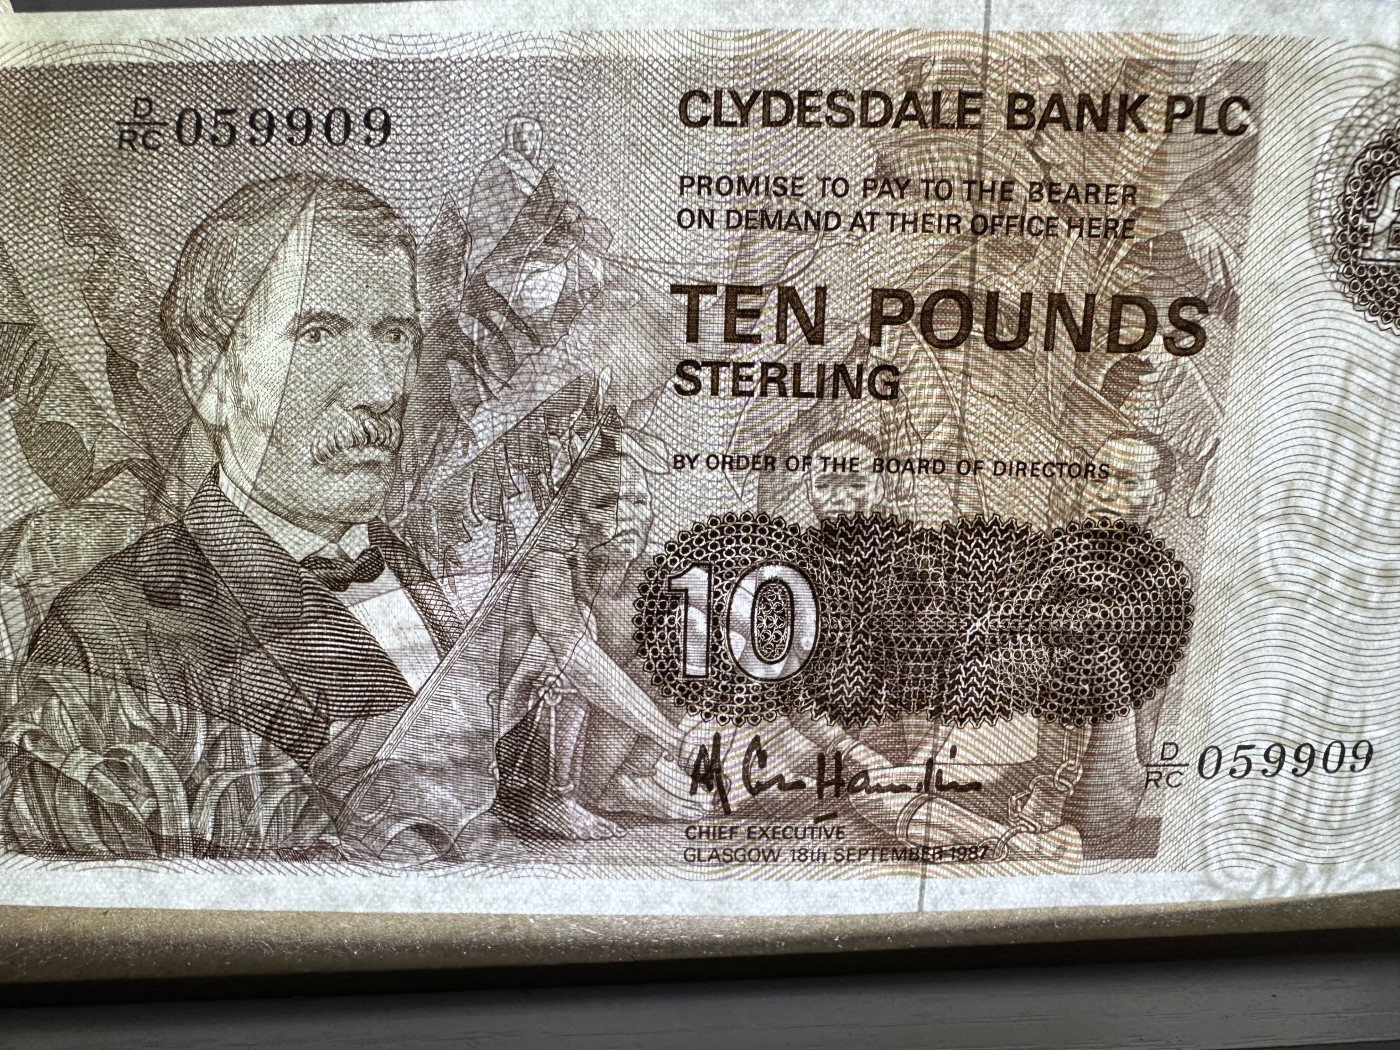 D/RC 059909
CLYDESDALE BANK PLC
PROMISE TO PAY TO THE BEARER
ON DEMAND AT THEIR OFFICE HERE
TEN POUNDS
STERLING
BY ORDER OF THE BOARD OF DIRECTORS
10
D/RC 059909
CHIEF EXECUTIVE
GLASGOW 18th SEPTEMBER 1987